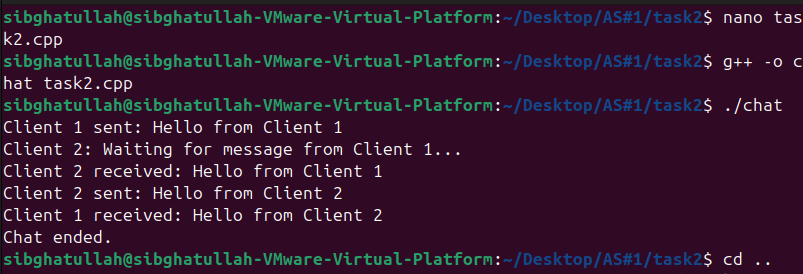 sibghatullah@sibghatullah-VMware-Virtual-Platform:~/Desktop/AS#1/task2$ nano tas
k2.cpp
sibghatullah@sibghatullah-VMware-Virtual-Platform:~/Desktop/AS#1/task2$ g++ -o c
hat task2.cpp
sibghatullah@sibghatullah-VMware-Virtual-Platform:~/Desktop/AS#1/task2$ ./chat
Client 1 sent: Hello from Client 1
Client 2: Waiting for message from Client 1...
Client 2 received: Hello from Client 1
Client 2 sent: Hello from Client 2
Client 1 received: Hello from Client 2
Chat ended.
sibghatullah@sibghatullah-VMware-Virtual-Platform:~/Desktop/AS#1/task2$ cd ..